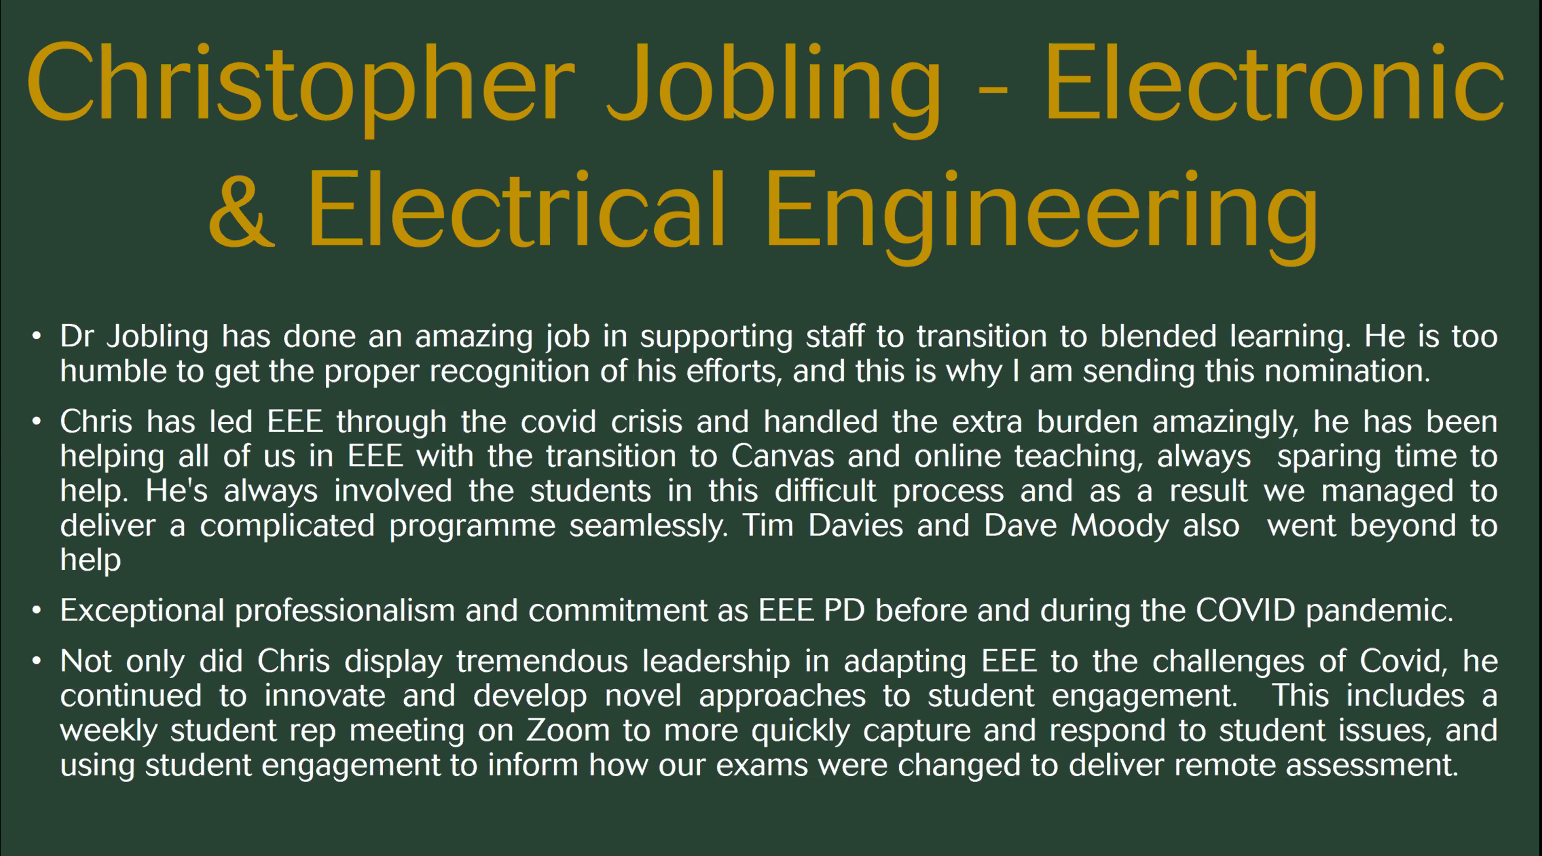 Christopher Jobling - Electronic
& Electrical Engineering
• Dr Jobling has done an amazing job in supporting staff to transition to blended learning. He is too
humble to get the proper recognition of his efforts, and this is why I am sending this nomination.
• Chris has led EEE through the covid crisis and handled the extra burden amazingly, he has been
helping all of us in EEE with the transition to Canvas and online teaching, always  sparing time to
help. He's always involved the students in this difficult process and as a result we managed to
deliver a complicated programme seamlessly. Tim Davies and Dave Moody also  went beyond to
help
• Exceptional professionalism and commitment as EEE PD before and during the COVID pandemic.
• Not only did Chris display tremendous leadership in adapting EEE to the challenges of Covid, he
continued to innovate and develop novel approaches to student engagement.  This includes a
weekly student rep meeting on Zoom to more quickly capture and respond to student issues, and
using student engagement to inform how our exams were changed to deliver remote assessment.